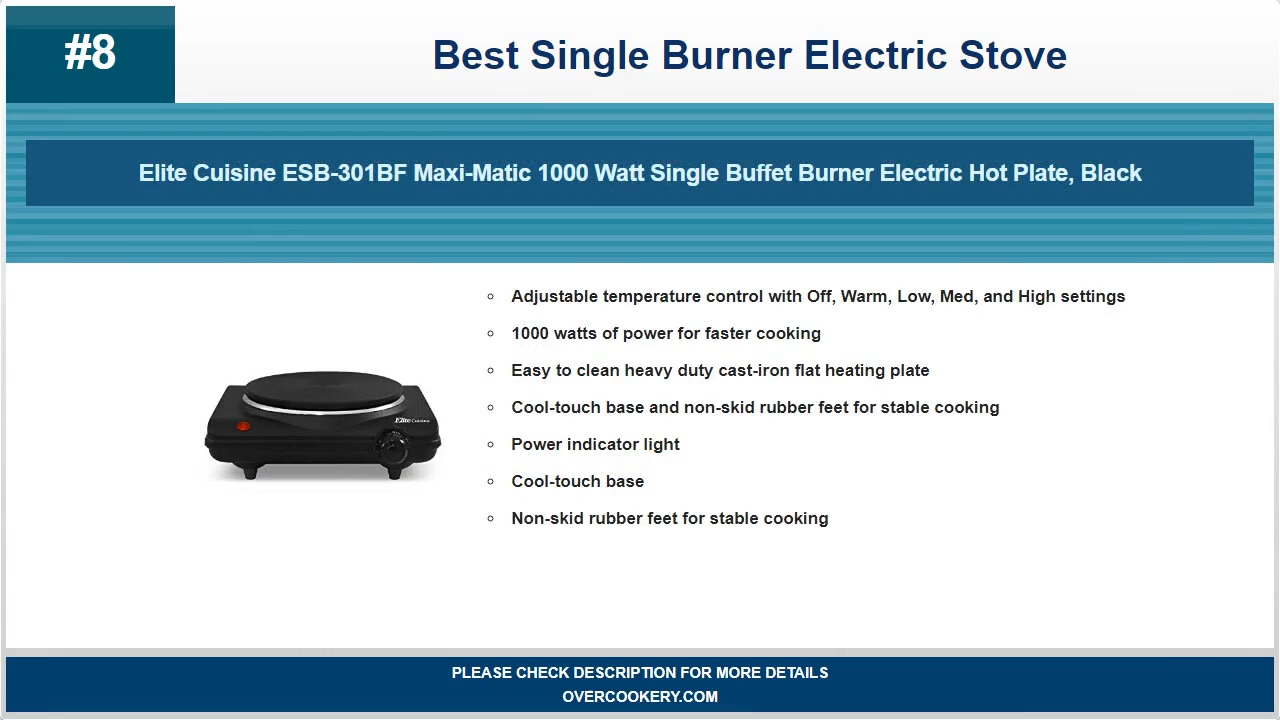 #8
Best Single Burner Electric Stove
Elite Cuisine ESB-301BF Maxi-Matic 1000 Watt Single Buffet Burner Electric Hot Plate, Black
Adjustable temperature control with Off, Warm, Low, Med, and High settings
1000 watts of power for faster cooking
Easy to clean heavy duty cast-iron flat heating plate
Cool-touch base and non-skid rubber feet for stable cooking
Power indicator light
Cool-touch base
Non-skid rubber feet for stable cooking
Elite Cuisine
PLEASE CHECK DESCRIPTION FOR MORE DETAILS
OVERCOOKERY.COM